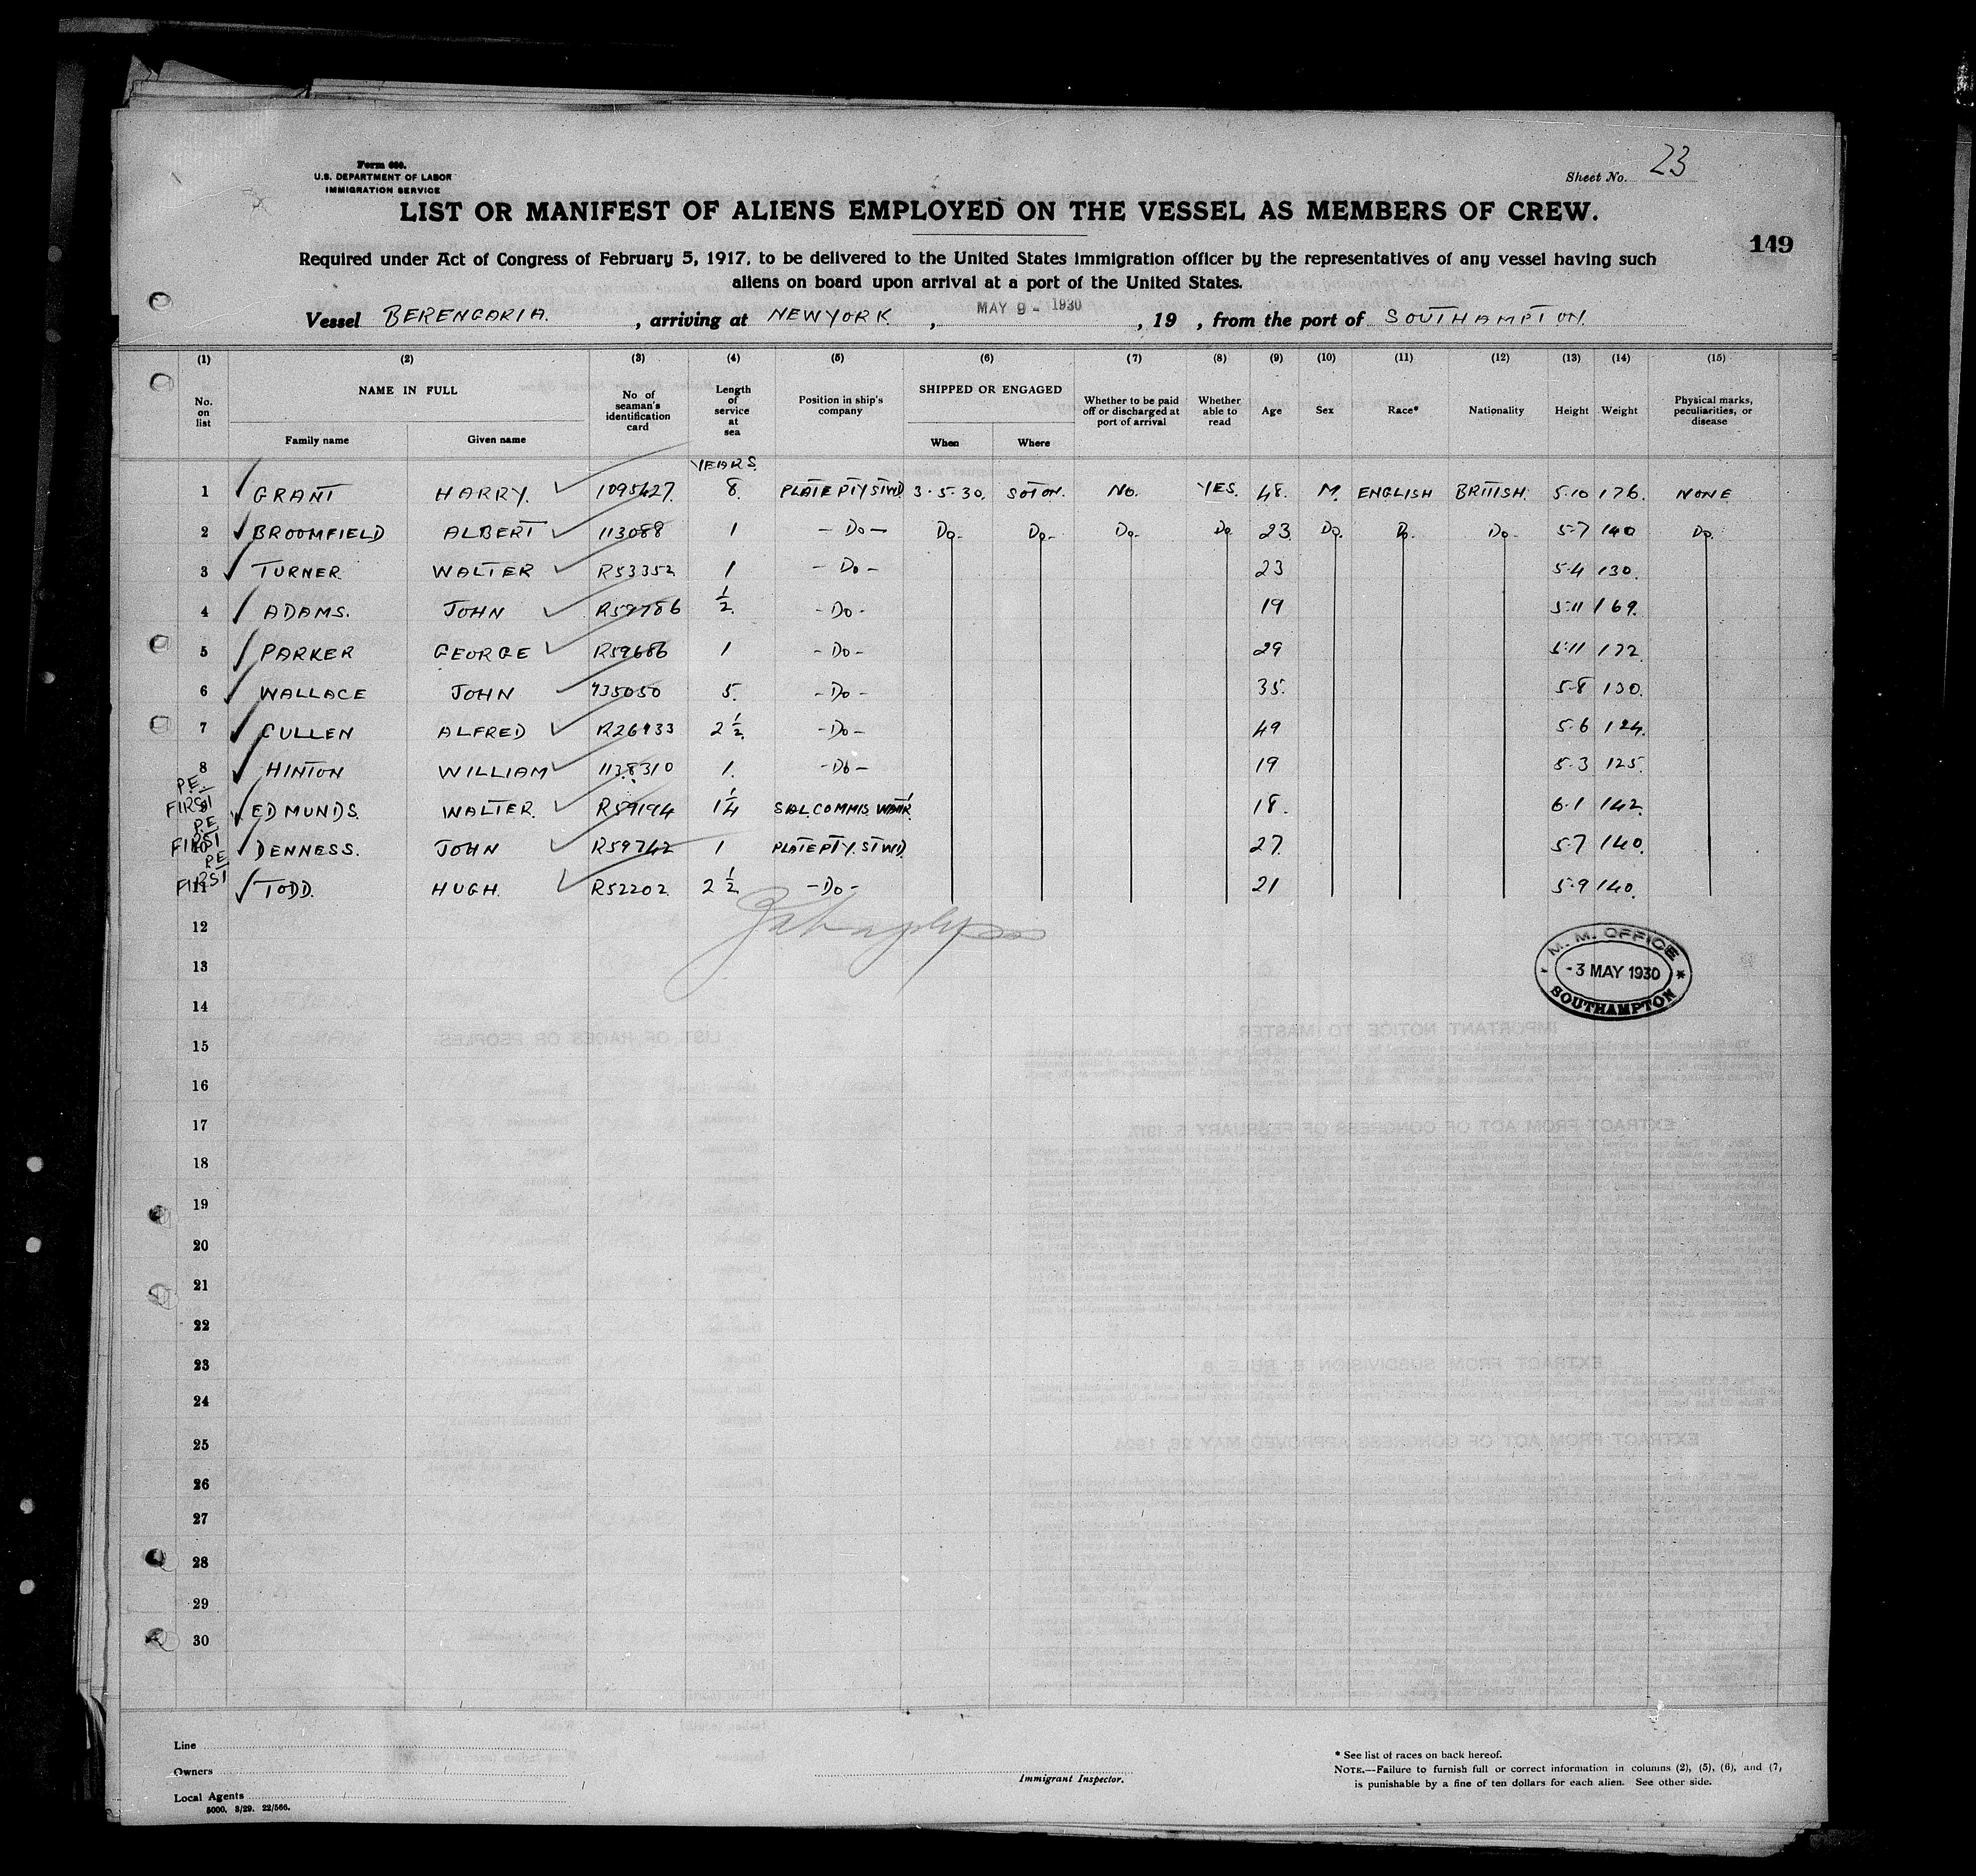 Form 680.
U.S. DEPARTMENT OF LABOR
IMMIGRATION SERVICE
Sheet No. 23
LIST OR MANIFEST OF ALIENS EMPLOYED ON THE VESSEL AS MEMBERS OF CREW.
149
Required under Act of Congress of February 5, 1917, to be delivered to the United States immigration officer by the representatives of any vessel having such
aliens on board upon arrival at a port of the United States.
Vessel BERENGARIA. , arriving at NEW YORK. , MAY 9 - 1930 , 19 , from the port of SOUTHAMPTON.
(1) (2) (3) (4) (5) (6) (7) (8) (9) (10) (11) (12) (13) (14) (15)
No. on list NAME IN FULL Family name Given name No of seaman's identification card Length of service at sea Position in ship's company SHIPPED OR ENGAGED When Where Whether to be paid off or discharged at port of arrival Whether able to read Age Sex Race* Nationality Height Weight Physical marks, peculiarities, or disease
YEARS.
1 GRANT HARRY. 1095427. 8. PLATE PTY STWD 3.5.30. SOTON. NO. YES. 48. M. ENGLISH BRITISH. 5.10 176. NONE
2 BROOMFIELD ALBERT 113088 1 - Do - Do. Do. Do. Do 23. Do. Do. Do. 5-7 140 Do.
3 TURNER. WALTER R53352 1 - Do - 23 5.4 130.
4 ADAMS. JOHN R59786 1/2. - Do - 19 5.11 169.
5 PARKER GEORGE R59686 1 - Do - 29 5.11 172.
6 WALLACE JOHN 935050 5. - Do - 35. 5.8 130.
7 CULLEN ALFRED R26933 2 1/2. - Do - 49 5.6 124.
8 HINTON WILLIAM 1138310 1. - Do - 19 5.3 125.
P.E. FIRST
9 EDMUNDS. WALTER. R59194 1 1/4 SAL. COMMIS. WAITR. 18. 6.1 142.
P.E FIRST
10 DENNESS. JOHN R59742 1 PLATE PTY. STWD. 27. 5.7 140.
P.E FIRST
11 TODD. HUGH. R52202 2 1/2 - Do - 21 5.9 140.
12
M. M. OFFICE
- 3 MAY 1930
SOUTHAMPTON
13
14
15
16
17
18
19
20
21
22
23
24
25
26
27
28
29
30
Line
Owners
Local Agents
5000. 3/29. 22/566.
Immigrant Inspector.
* See list of races on back hereof.
NOTE.—Failure to furnish full or correct information in columns (2), (5), (6), and (7)
is punishable by a fine of ten dollars for each alien. See other side.